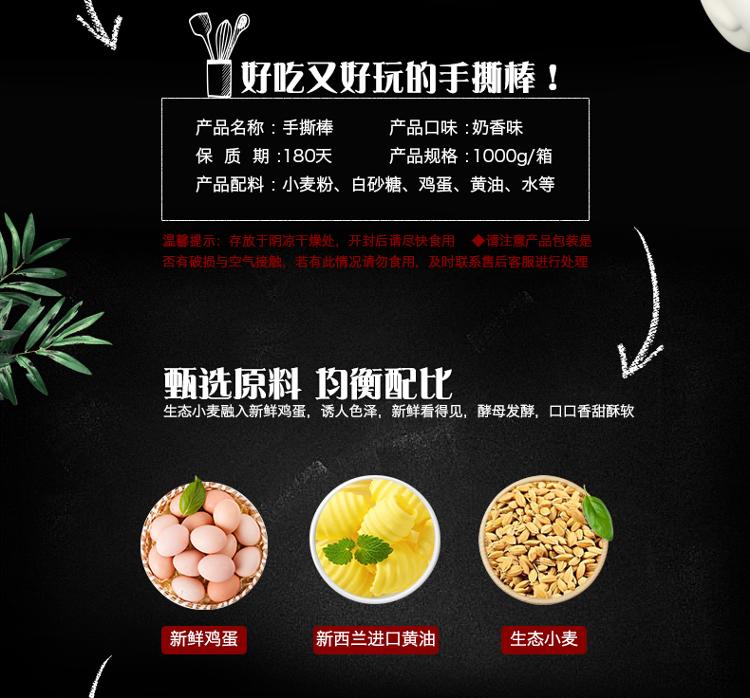 好吃又好玩的手撕棒！
产品名称：手撕棒 产品口味：奶香味
保 质 期：180天 产品规格：1000g/箱
产品配料：小麦粉、白砂糖、鸡蛋、黄油、水等
温馨提示：存放于阴凉干燥处，开封后请尽快食用 ◆请注意产品包装是
否有破损与空气接触，若有此情况请勿食用，及时联系售后客服进行处理
甄选原料 均衡配比
生态小麦融入新鲜鸡蛋，诱人色泽，新鲜看得见，酵母发酵，口口香甜酥软
新鲜鸡蛋
新西兰进口黄油
生态小麦